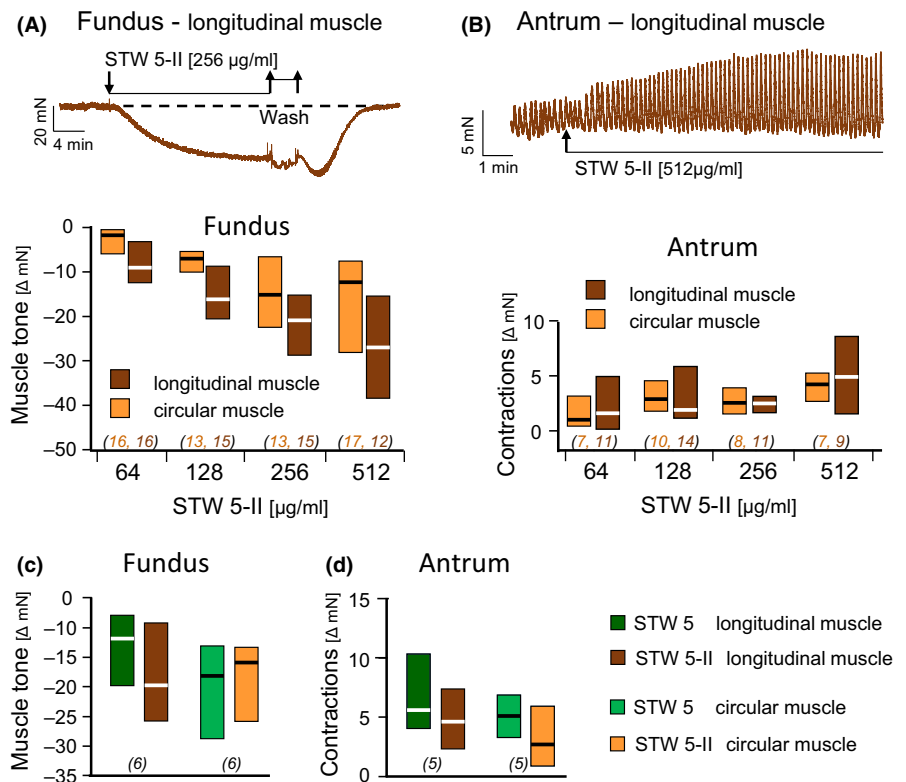 (A) Fundus - longitudinal muscle
STW 5-II [256 µg/ml]
Wash
20 mN
4 min
Fundus
Muscle tone [Δ mN]
0
−10
−20
−30
−40
−50
longitudinal muscle
circular muscle
(16, 16) (13, 15) (13, 15) (17, 12)
64 128 256 512
STW 5-II [µg/ml]
(B) Antrum – longitudinal muscle
5 mN
1 min
STW 5-II [512µg/ml]
Antrum
longitudinal muscle
circular muscle
Contractions [Δ mN]
10
5
0
(7, 11) (10, 14) (8, 11) (7, 9)
64 128 256 512
STW 5-II [µg/ml]
(c) Fundus
Muscle tone [Δ mN]
0
−10
−15
−20
−25
−30
−35
(6) (6)
(d) Antrum
Contractions [Δ mN]
15
10
5
0
(5) (5)
STW 5 longitudinal muscle
STW 5-II longitudinal muscle
STW 5 circular muscle
STW 5-II circular muscle